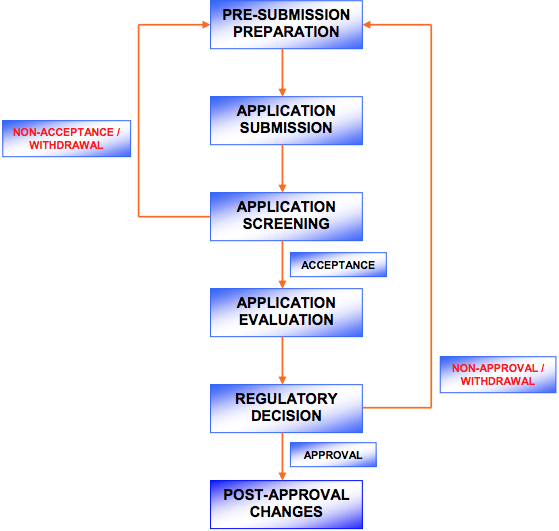 PRE-SUBMISSION
PREPARATION
APPLICATION
SUBMISSION
NON-ACCEPTANCE /
WITHDRAWAL
APPLICATION
SCREENING
ACCEPTANCE
APPLICATION
EVALUATION
NON-APPROVAL /
WITHDRAWAL
REGULATORY
DECISION
APPROVAL
POST-APPROVAL
CHANGES